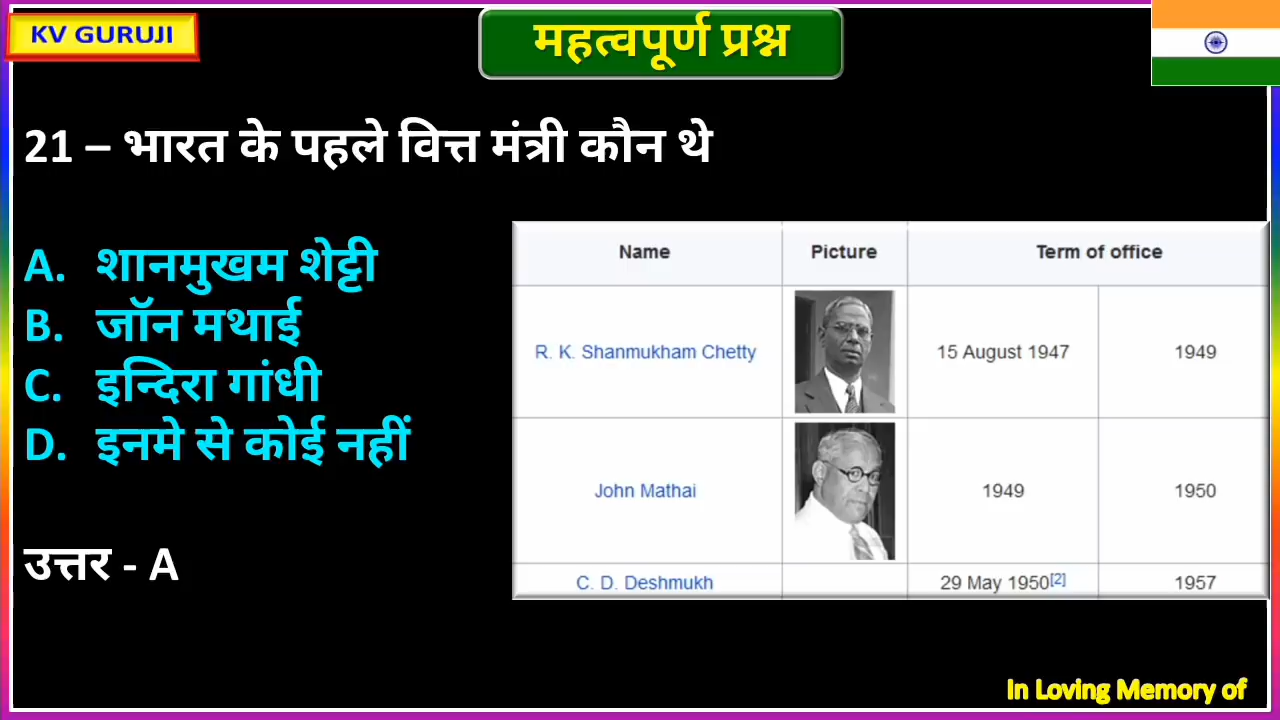 KV GURUJI
महत्वपूर्ण प्रश्न
21 – भारत के पहले वित्त मंत्री कौन थे
A. शानमुखम शेट्टी
B. जॉन मथाई
C. इन्दिरा गांधी
D. इनमे से कोई नहीं
उत्तर - A
Name Picture Term of office
R. K. Shanmukham Chetty 15 August 1947 1949
John Mathai 1949 1950
C. D. Deshmukh 29 May 1950[2] 1957
In Loving Memory of